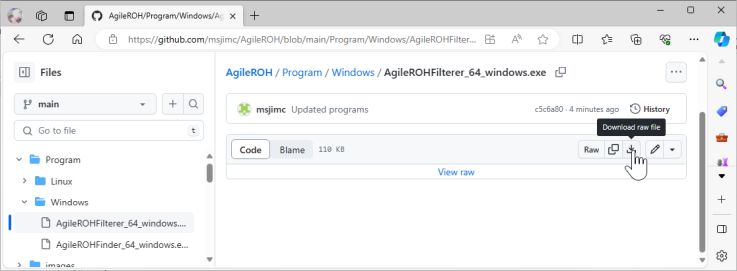 AgileROH/Program/Windows/Ag
https://github.com/msjimc/AgileROH/blob/main/Program/Windows/AgileROHFilter...
Files
AgileROH / Program / Windows / AgileROHFilterer_64_windows.exe
main
msjimc Updated programs c5c6a80 · 4 minutes ago History
Go to file t
Download raw file
Program
Code Blame 110 KB Raw
Linux
View raw
Windows
AgileROHFilterer_64_windows....
AgileROHFinder_64_windows.e...
images